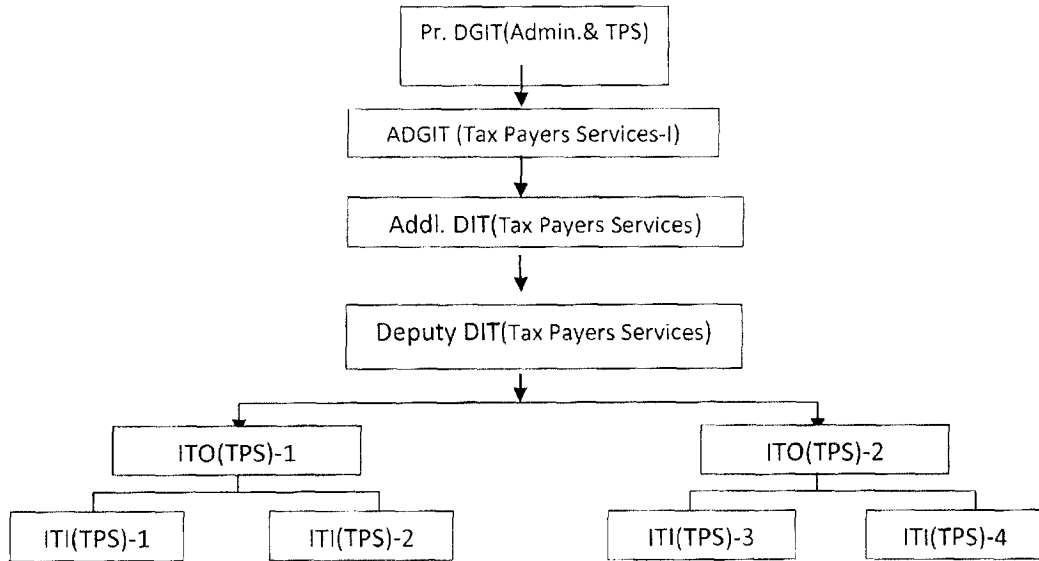 Pr. DGIT(Admin.& TPS)
ADGIT (Tax Payers Services-I)
Addl. DIT(Tax Payers Services)
Deputy DIT(Tax Payers Services)
ITO(TPS)-1
ITO(TPS)-2
ITI(TPS)-1
ITI(TPS)-2
ITI(TPS)-3
ITI(TPS)-4